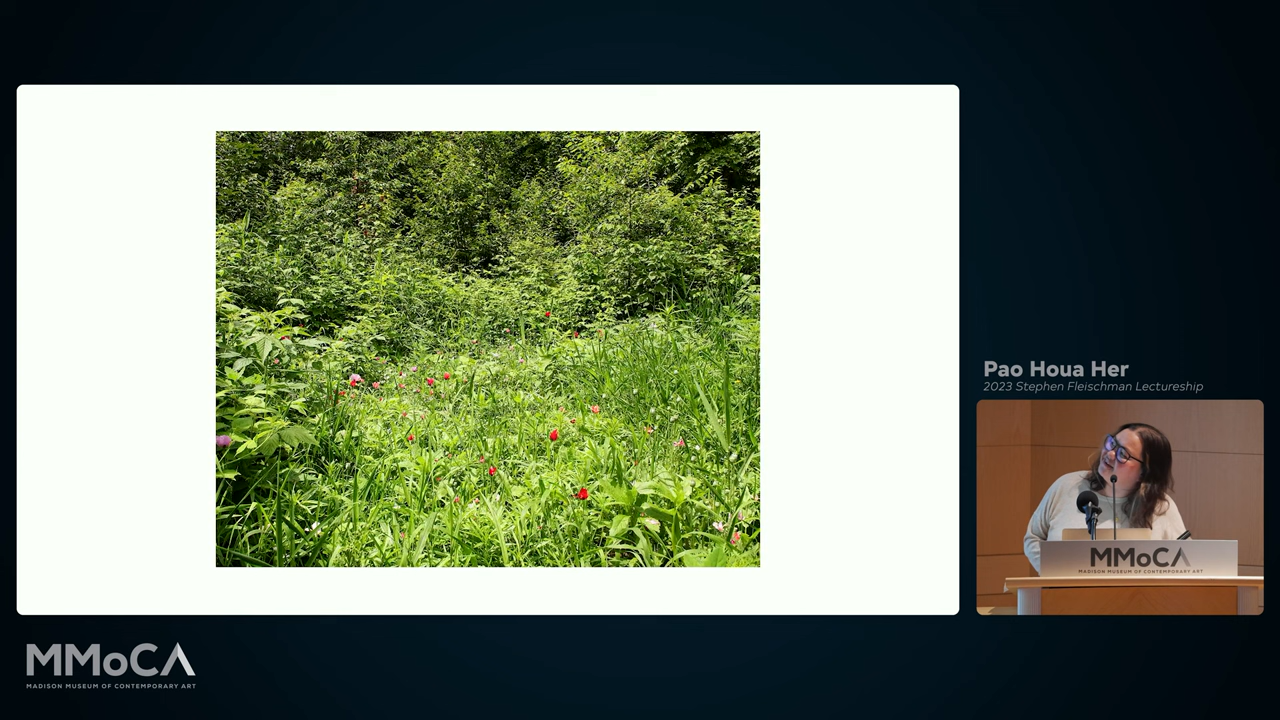 Pao Houa Her
2023 Stephen Fleischman Lectureship
MMoCA
MADISON MUSEUM OF CONTEMPORARY ART
MMoCA
MADISON MUSEUM OF CONTEMPORARY ART